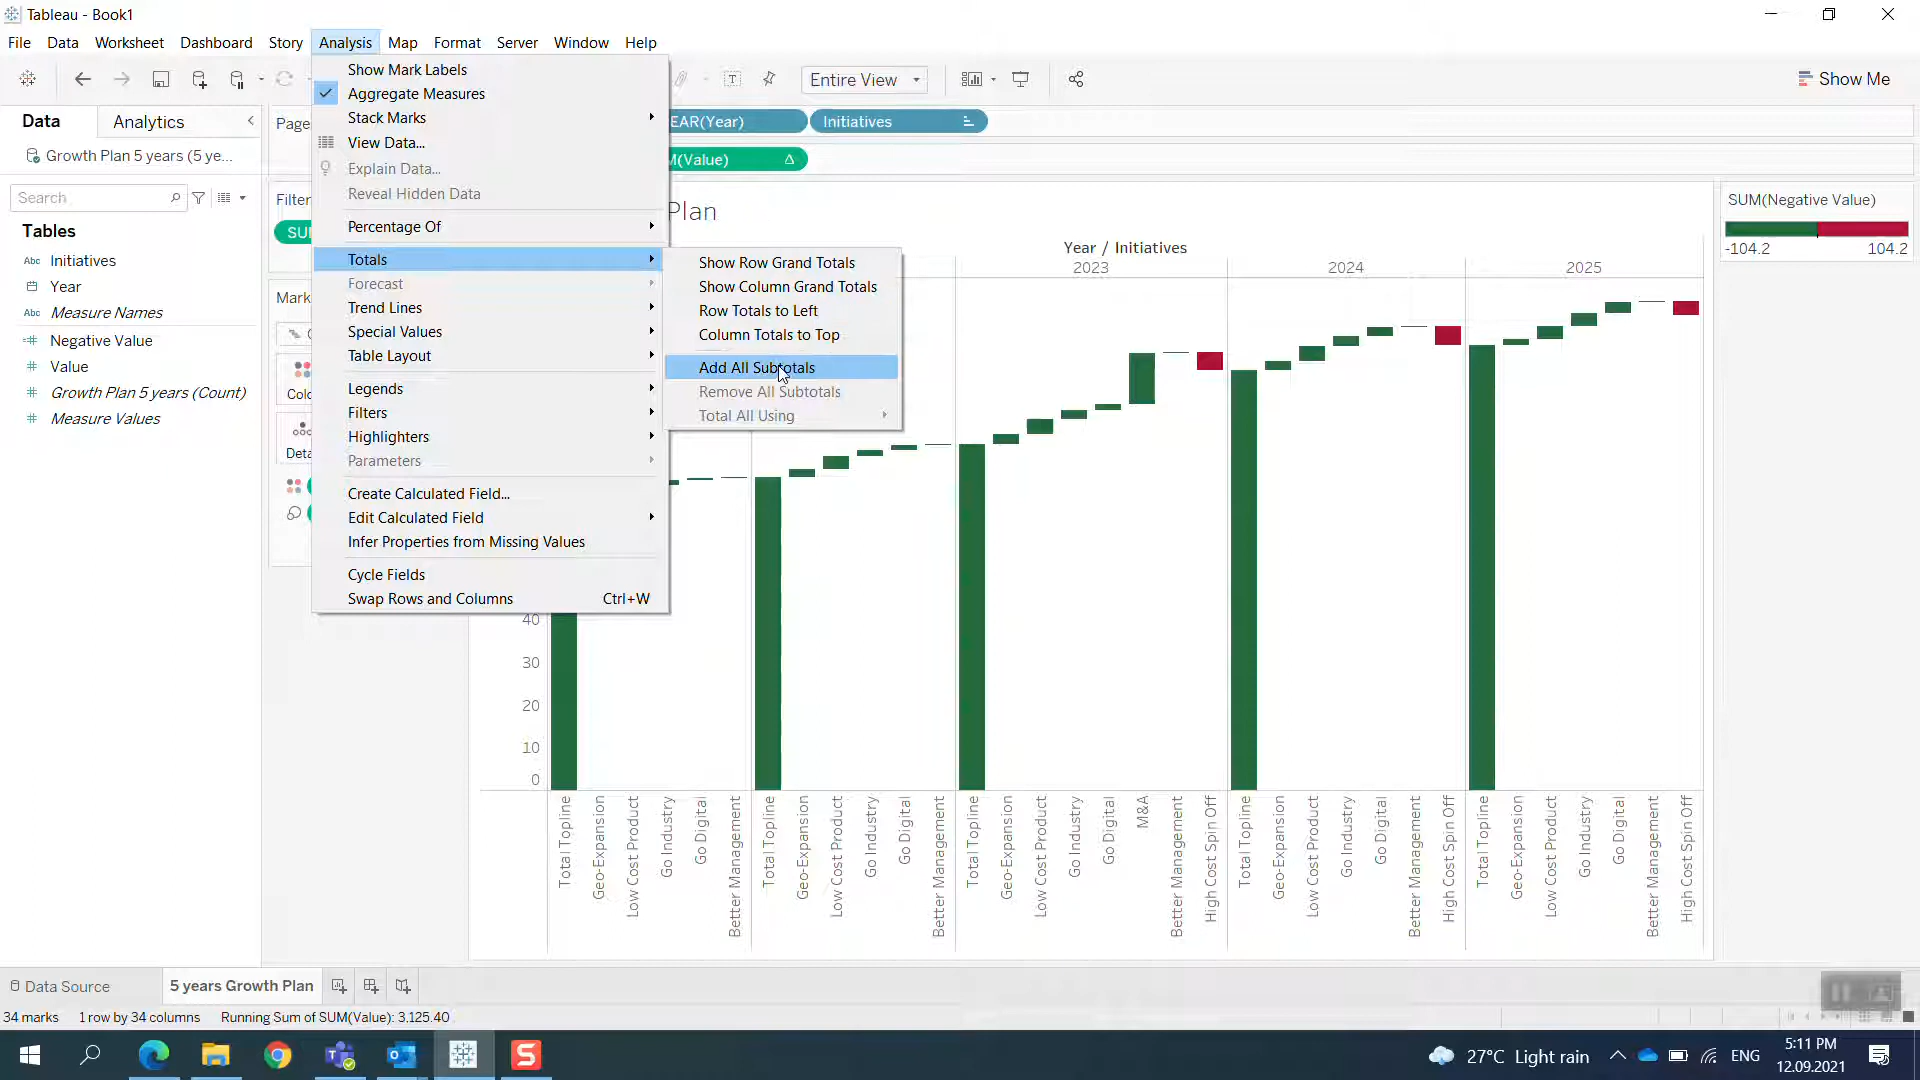 Tableau - Book1
File Data Worksheet Dashboard Story Analysis Map Format Server Window Help
Entire View
Show Me
Data Analytics
Growth Plan 5 years (5 ye...
Search
Tables
Abc Initiatives
Year
Abc Measure Names
Negative Value
Value
Growth Plan 5 years (Count)
Measure Values
Show Mark Labels
Aggregate Measures
Stack Marks
View Data...
Explain Data...
Reveal Hidden Data
Percentage Of
Totals
Forecast
Trend Lines
Special Values
Table Layout
Legends
Filters
Highlighters
Parameters
Create Calculated Field...
Edit Calculated Field
Infer Properties from Missing Values
Cycle Fields
Swap Rows and Columns Ctrl+W
Show Row Grand Totals
Show Column Grand Totals
Row Totals to Left
Column Totals to Top
Add All Subtotals
Remove All Subtotals
Total All Using
EAR(Year) Initiatives
M(Value)
Plan
Year / Initiatives
2023 2024 2025
SUM(Negative Value)
-104.2 104.2
40
30
20
10
0
Total Topline
Geo-Expansion
Low Cost Product
Go Industry
Go Digital
Better Management
Total Topline
Geo-Expansion
Low Cost Product
Go Industry
Go Digital
Better Management
Total Topline
Geo-Expansion
Low Cost Product
Go Industry
Go Digital
M&A
Better Management
High Cost Spin Off
Total Topline
Geo-Expansion
Low Cost Product
Go Industry
Go Digital
Better Management
High Cost Spin Off
Total Topline
Geo-Expansion
Low Cost Product
Go Industry
Go Digital
Better Management
High Cost Spin Off
Data Source 5 years Growth Plan
34 marks 1 row by 34 columns Running Sum of SUM(Value): 3,125.40
27°C Light rain ENG
5:11 PM
12.09.2021